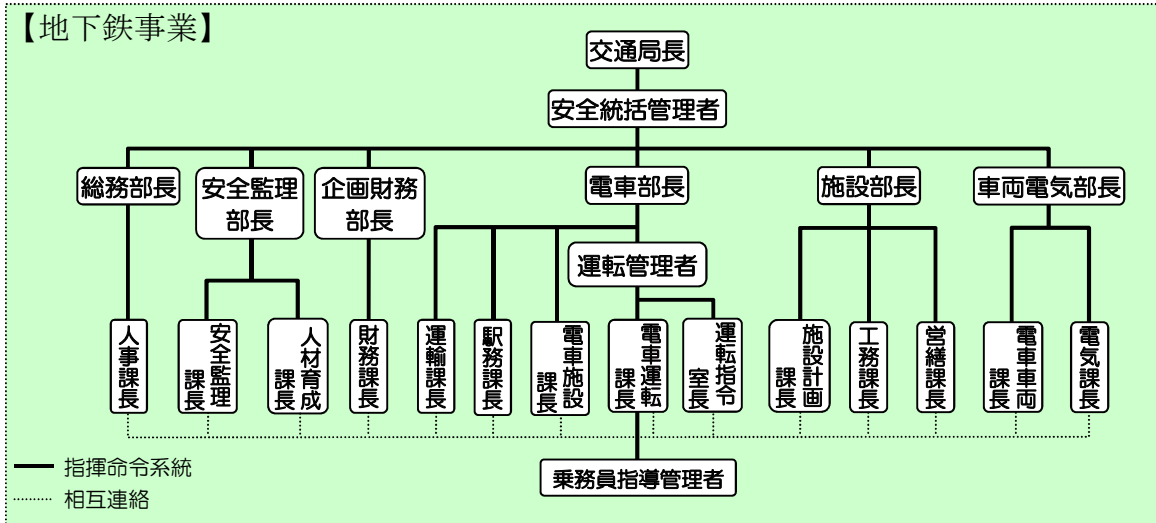 【地下鉄事業】
交通局長
安全統括管理者
総務部長
安全監理
部長
企画財務
部長
電車部長
施設部長
車両電気部長
運転管理者
人事課長
安全監理
課長
人材育成
課長
財務課長
運輸課長
駅務課長
電車施設
課長
電車運転
課長
運転指令
室長
施設計画
課長
工務課長
営繕課長
電車車両
課長
電気課長
乗務員指導管理者
指揮命令系統
相互連絡